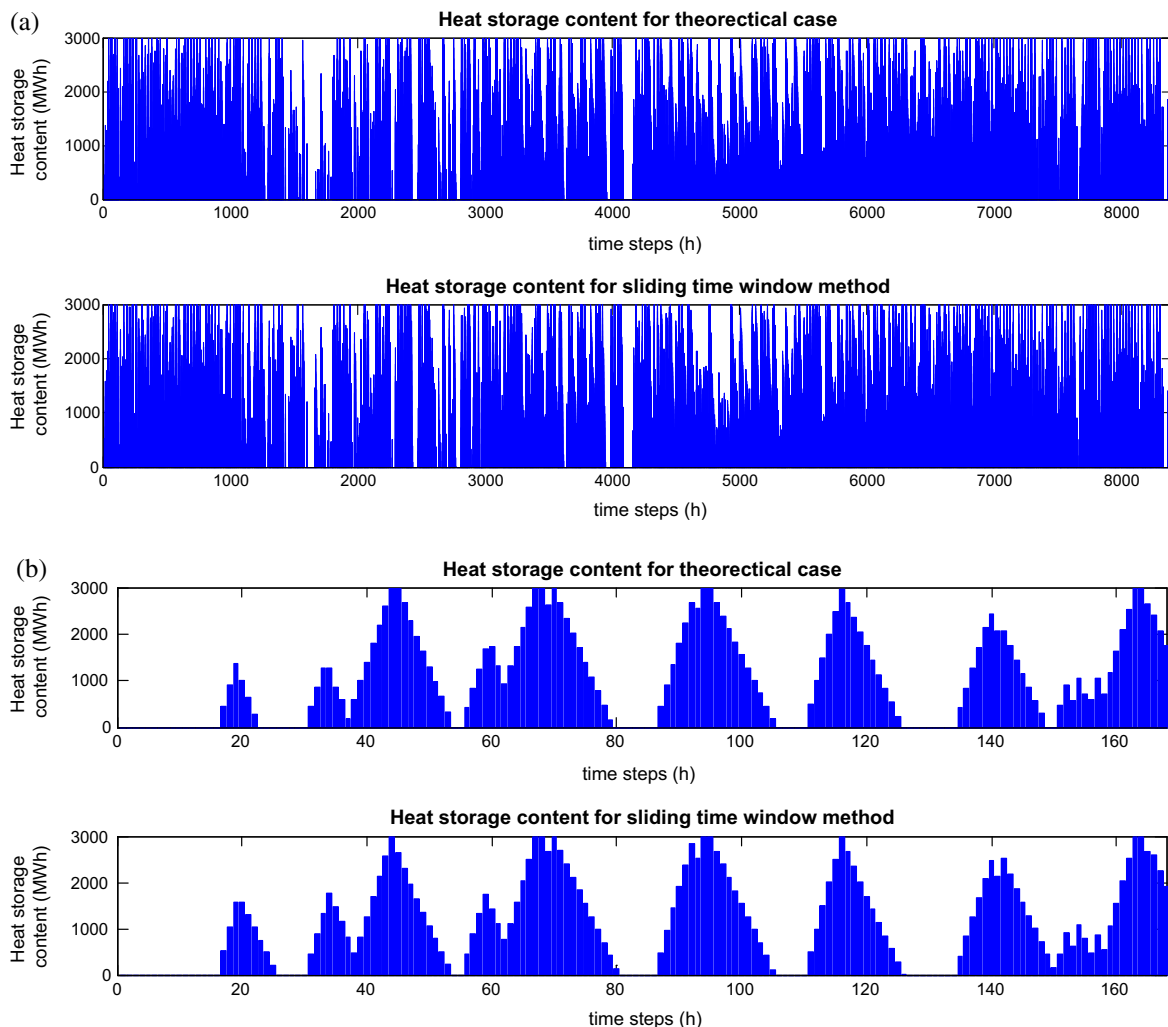 (a)
Heat storage content for theorectical case
Heat storage
content (MWh)
3000
2000
1000
0
0 1000 2000 3000 4000 5000 6000 7000 8000
time steps (h)
Heat storage content for sliding time window method
Heat storage
content (MWh)
3000
2000
1000
0
0 1000 2000 3000 4000 5000 6000 7000 8000
time steps (h)
(b)
Heat storage content for theorectical case
Heat storage
content (MWh)
3000
2000
1000
0
0 20 40 60 80 100 120 140 160
time steps (h)
Heat storage content for sliding time window method
Heat storage
content (MWh)
3000
2000
1000
0
0 20 40 60 80 100 120 140 160
time steps (h)